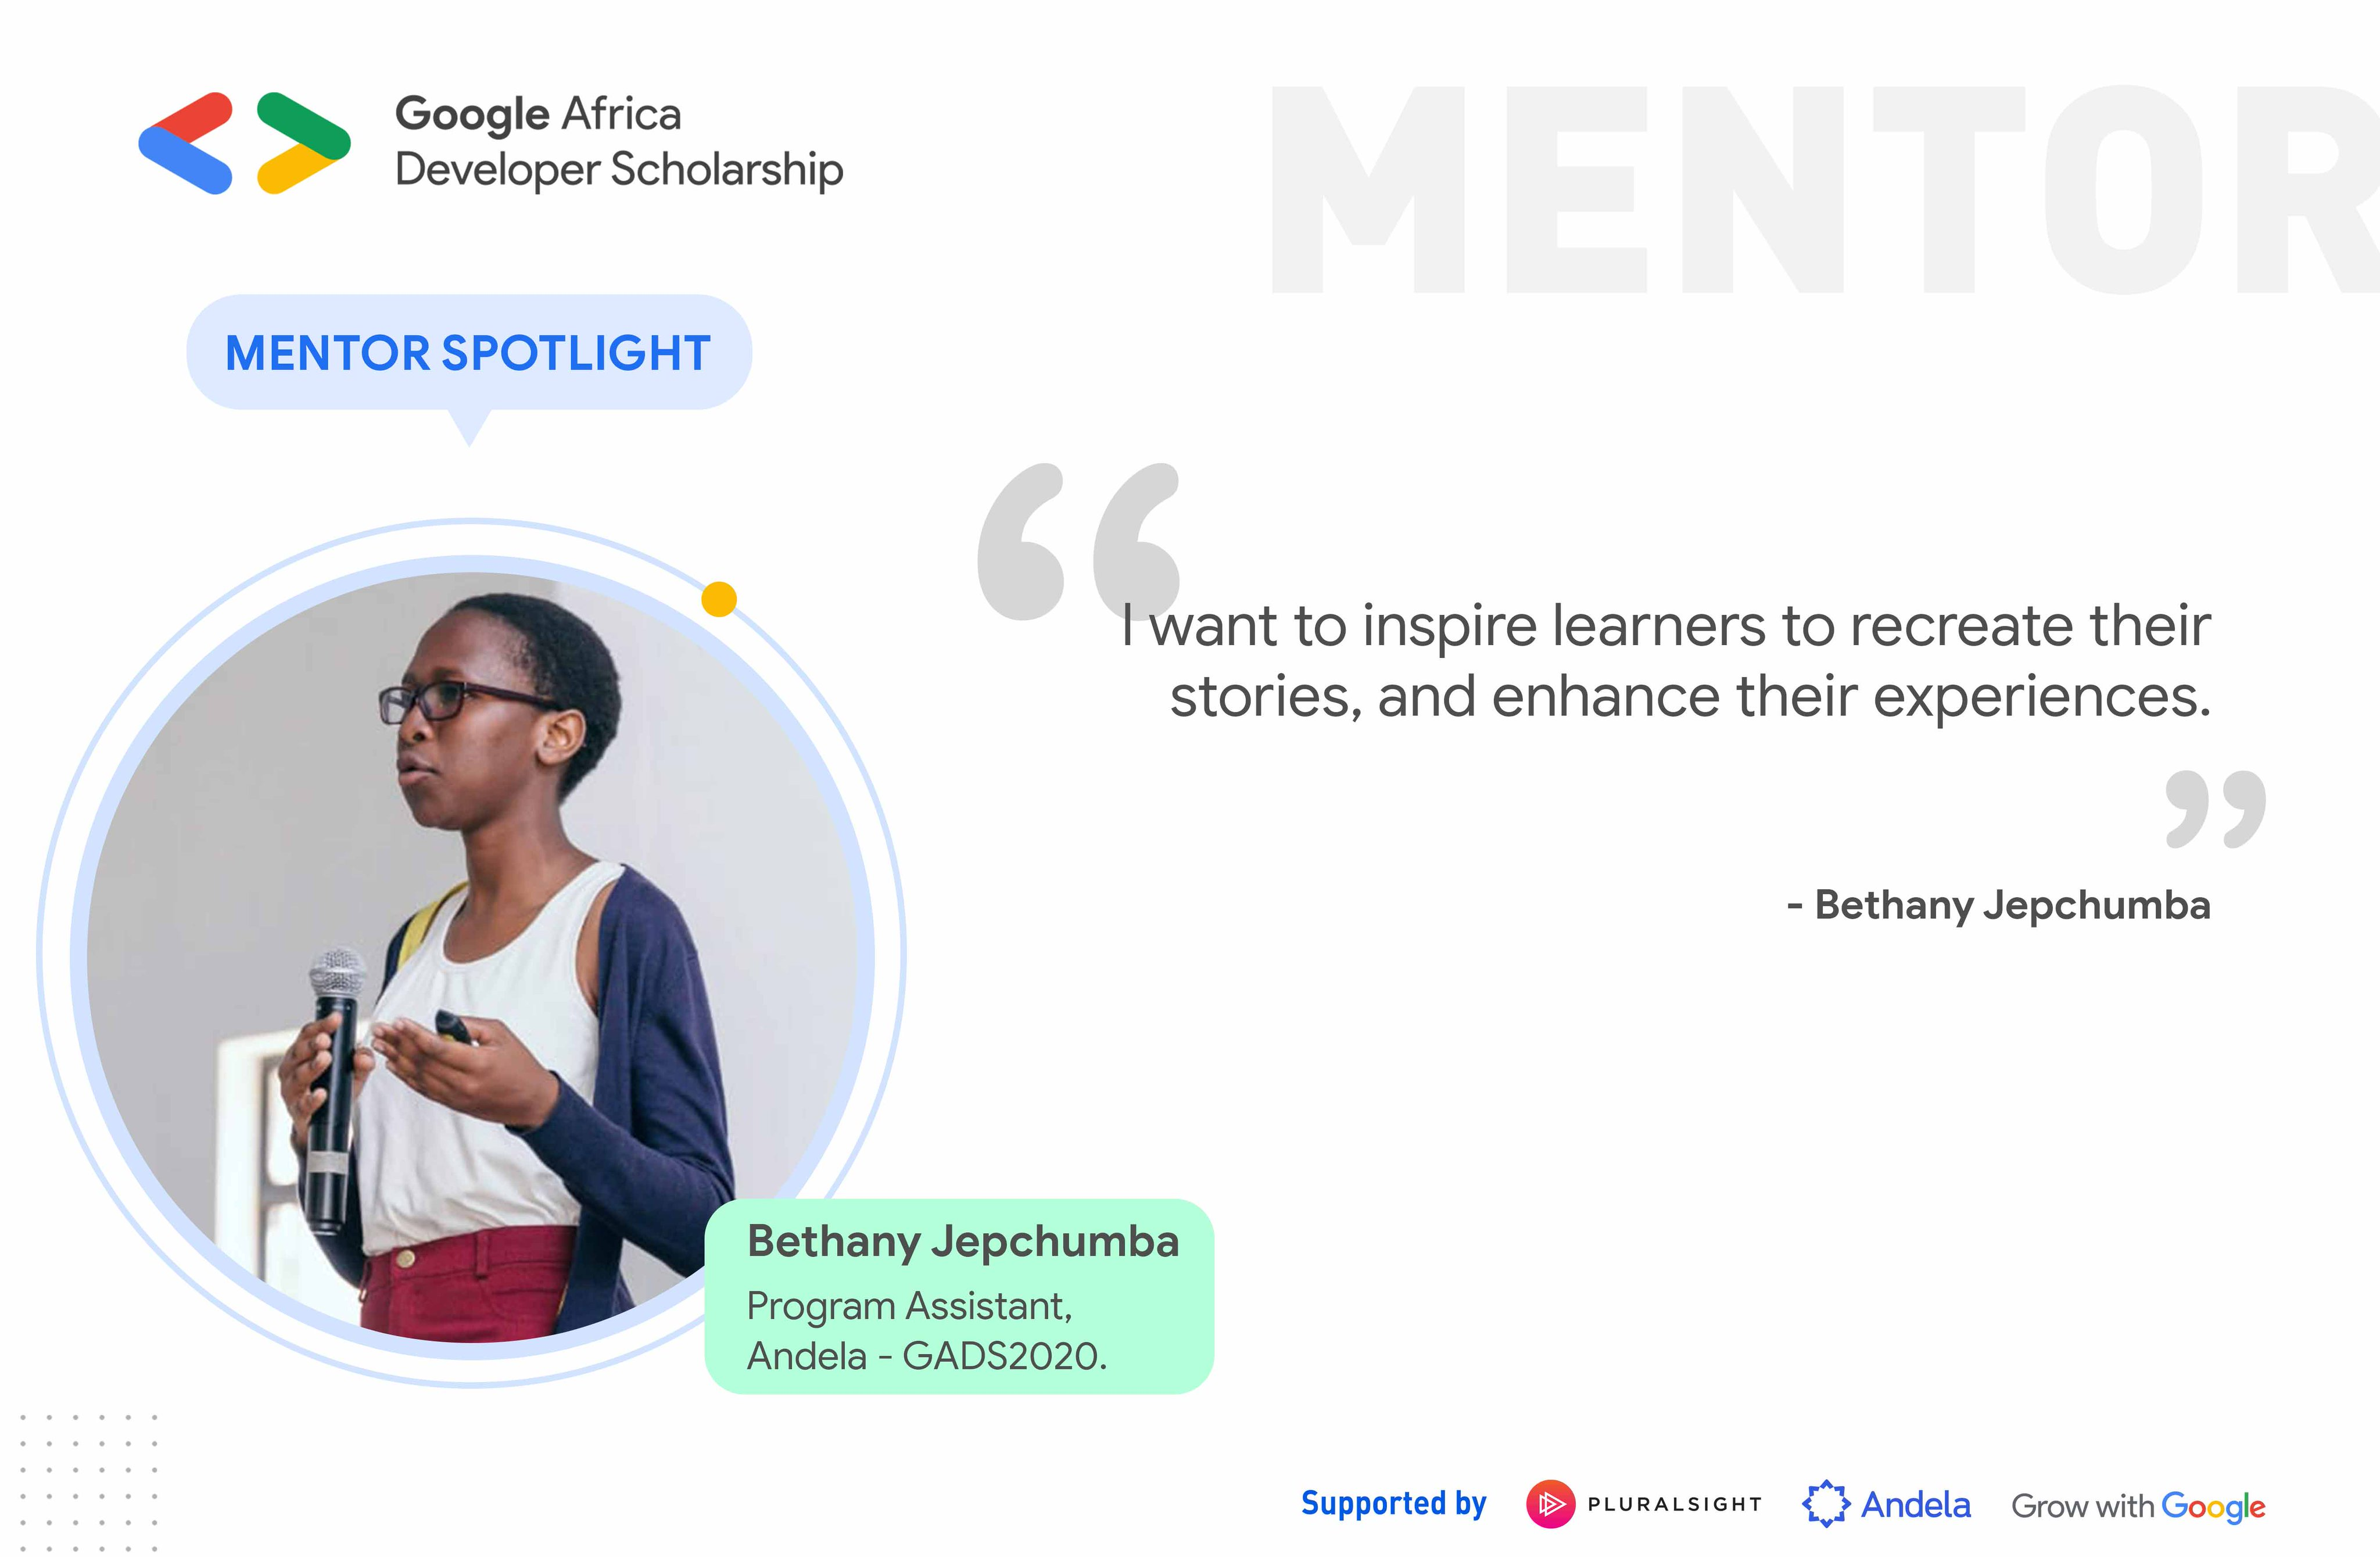 Google Africa
Developer Scholarship
MENTOR
MENTOR SPOTLIGHT
“
I want to inspire learners to recreate their
stories, and enhance their experiences.
”
- Bethany Jepchumba
Bethany Jepchumba
Program Assistant,
Andela - GADS2020.
Supported by PLURALSIGHT Andela Grow with Google